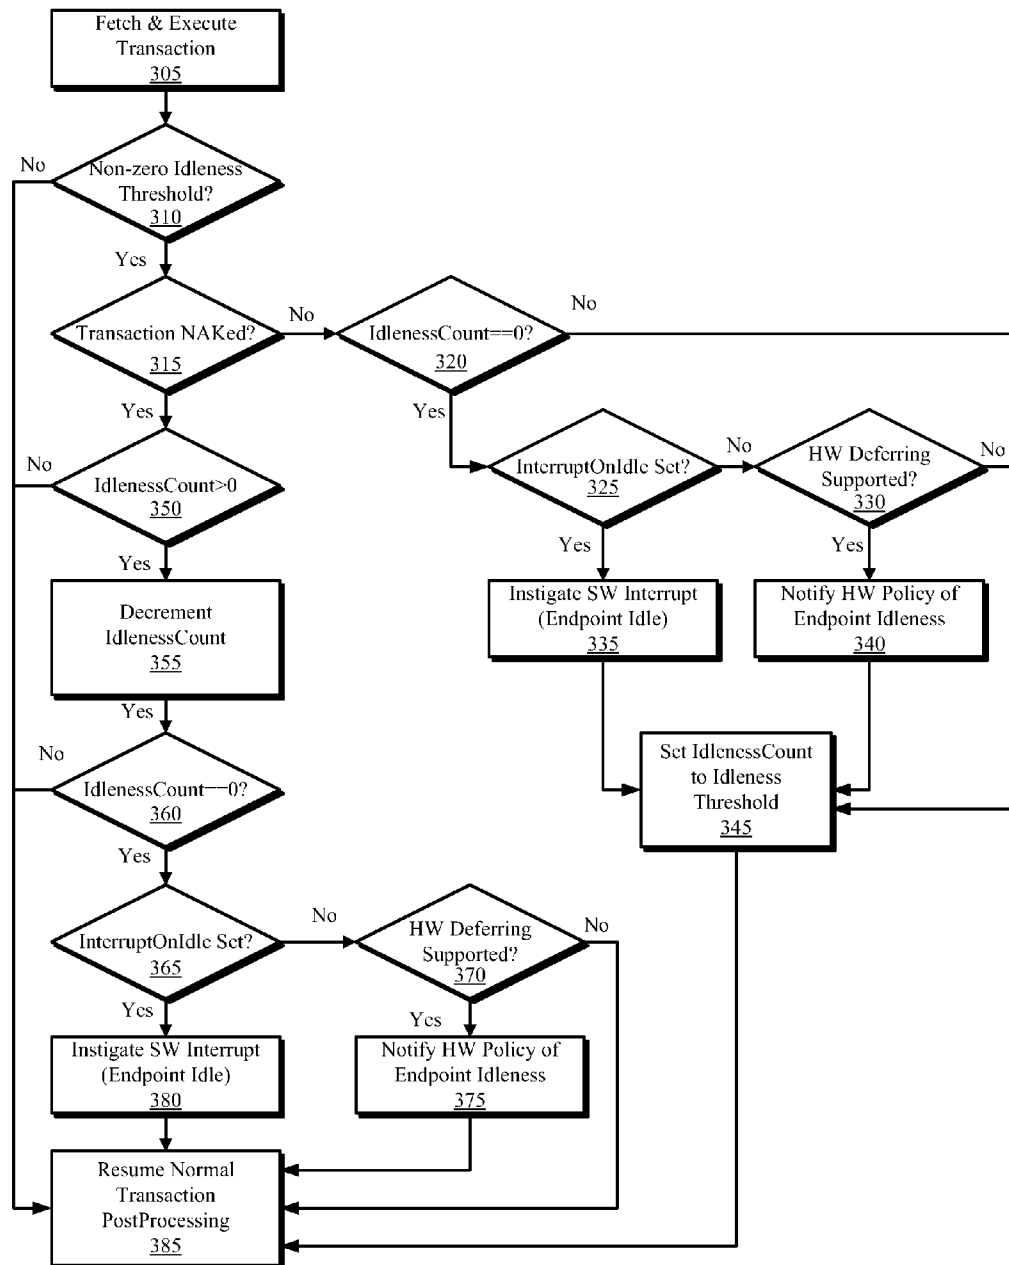 Fetch & Execute
Transaction
305
No
Non-zero Idleness
Threshold?
310
Yes
Transaction NAKed?
315
No
IdlenessCount==0?
320
No
Yes
Yes
No
IdlenessCount>0
350
InterruptOnIdle Set?
325
No
HW Deferring
Supported?
330
No
Yes
Yes
Yes
Decrement
IdlenessCount
355
Instigate SW Interrupt
(Endpoint Idle)
335
Notify HW Policy of
Endpoint Idleness
340
Yes
No
IdlenessCount==0?
360
Set IdlenessCount
to Idleness
Threshold
345
Yes
InterruptOnIdle Set?
365
No
HW Deferring
Supported?
370
No
Yes
Yes
Instigate SW Interrupt
(Endpoint Idle)
380
Notify HW Policy of
Endpoint Idleness
375
Resume Normal
Transaction
PostProcessing
385